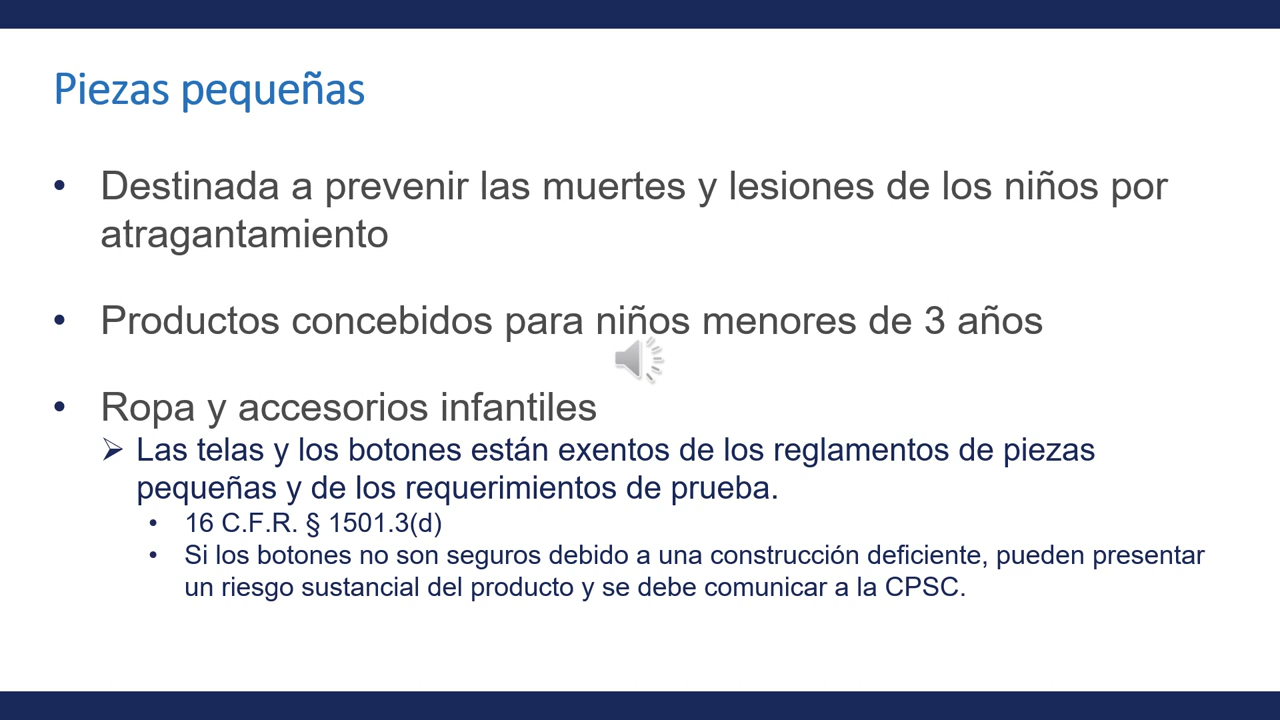 Piezas pequeñas
• Destinada a prevenir las muertes y lesiones de los niños por
atragantamiento
• Productos concebidos para niños menores de 3 años
• Ropa y accesorios infantiles
➢ Las telas y los botones están exentos de los reglamentos de piezas
pequeñas y de los requerimientos de prueba.
• 16 C.F.R. § 1501.3(d)
• Si los botones no son seguros debido a una construcción deficiente, pueden presentar
un riesgo sustancial del producto y se debe comunicar a la CPSC.